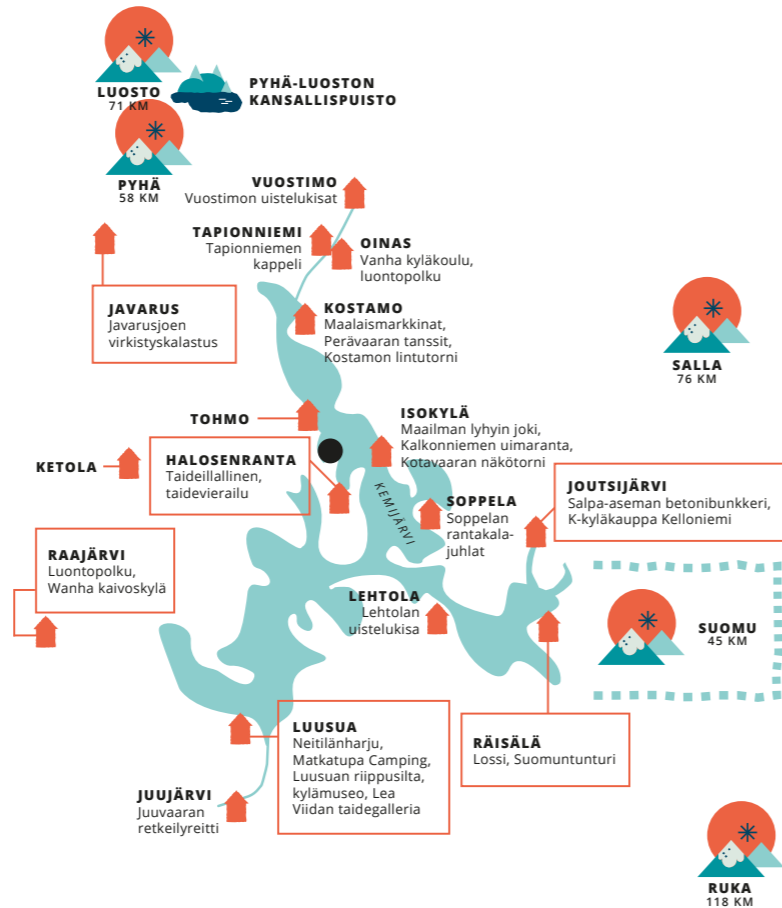 LUOSTO
71 KM
PYHÄ-LUOSTON
KANSALLISPUISTO
PYHÄ
58 KM
VUOSTIMO
Vuostimon uistelukisat
TAPIONNIEMI
Tapionniemen
kappeli
OINAS
Vanha kyläkoulu,
luontopolku
JAVARUS
Javarusjoen
virkistyskalastus
KOSTAMO
Maalaismarkkinat,
Perävaaran tanssit,
Kostamon lintutorni
SALLA
76 KM
TOHMO
ISOKYLÄ
Maailman lyhyin joki,
Kalkonniemen uimaranta,
Kotavaaran näkötorni
KETOLA
HALOSENRANTA
Taideillallinen,
taidevierailu
KEMIJÄRVI
SOPPELA
Soppelan
rantakala-
juhlat
JOUTSIJÄRVI
Salpa-aseman betonibunkkeri,
K-kyläkauppa Kelloniemi
RAAJÄRVI
Luontopolku,
Wanha kaivoskylä
LEHTOLA
Lehtolan
uistelukisa
SUOMU
45 KM
LUUSUA
Neitilänharju,
Matkatupa Camping,
Luusuan riippusilta,
kylämuseo, Lea
Viidan taidegalleria
RÄISÄLÄ
Lossi, Suomuntunturi
JUUJÄRVI
Juuvaaran
retkeilyreitti
RUKA
118 KM